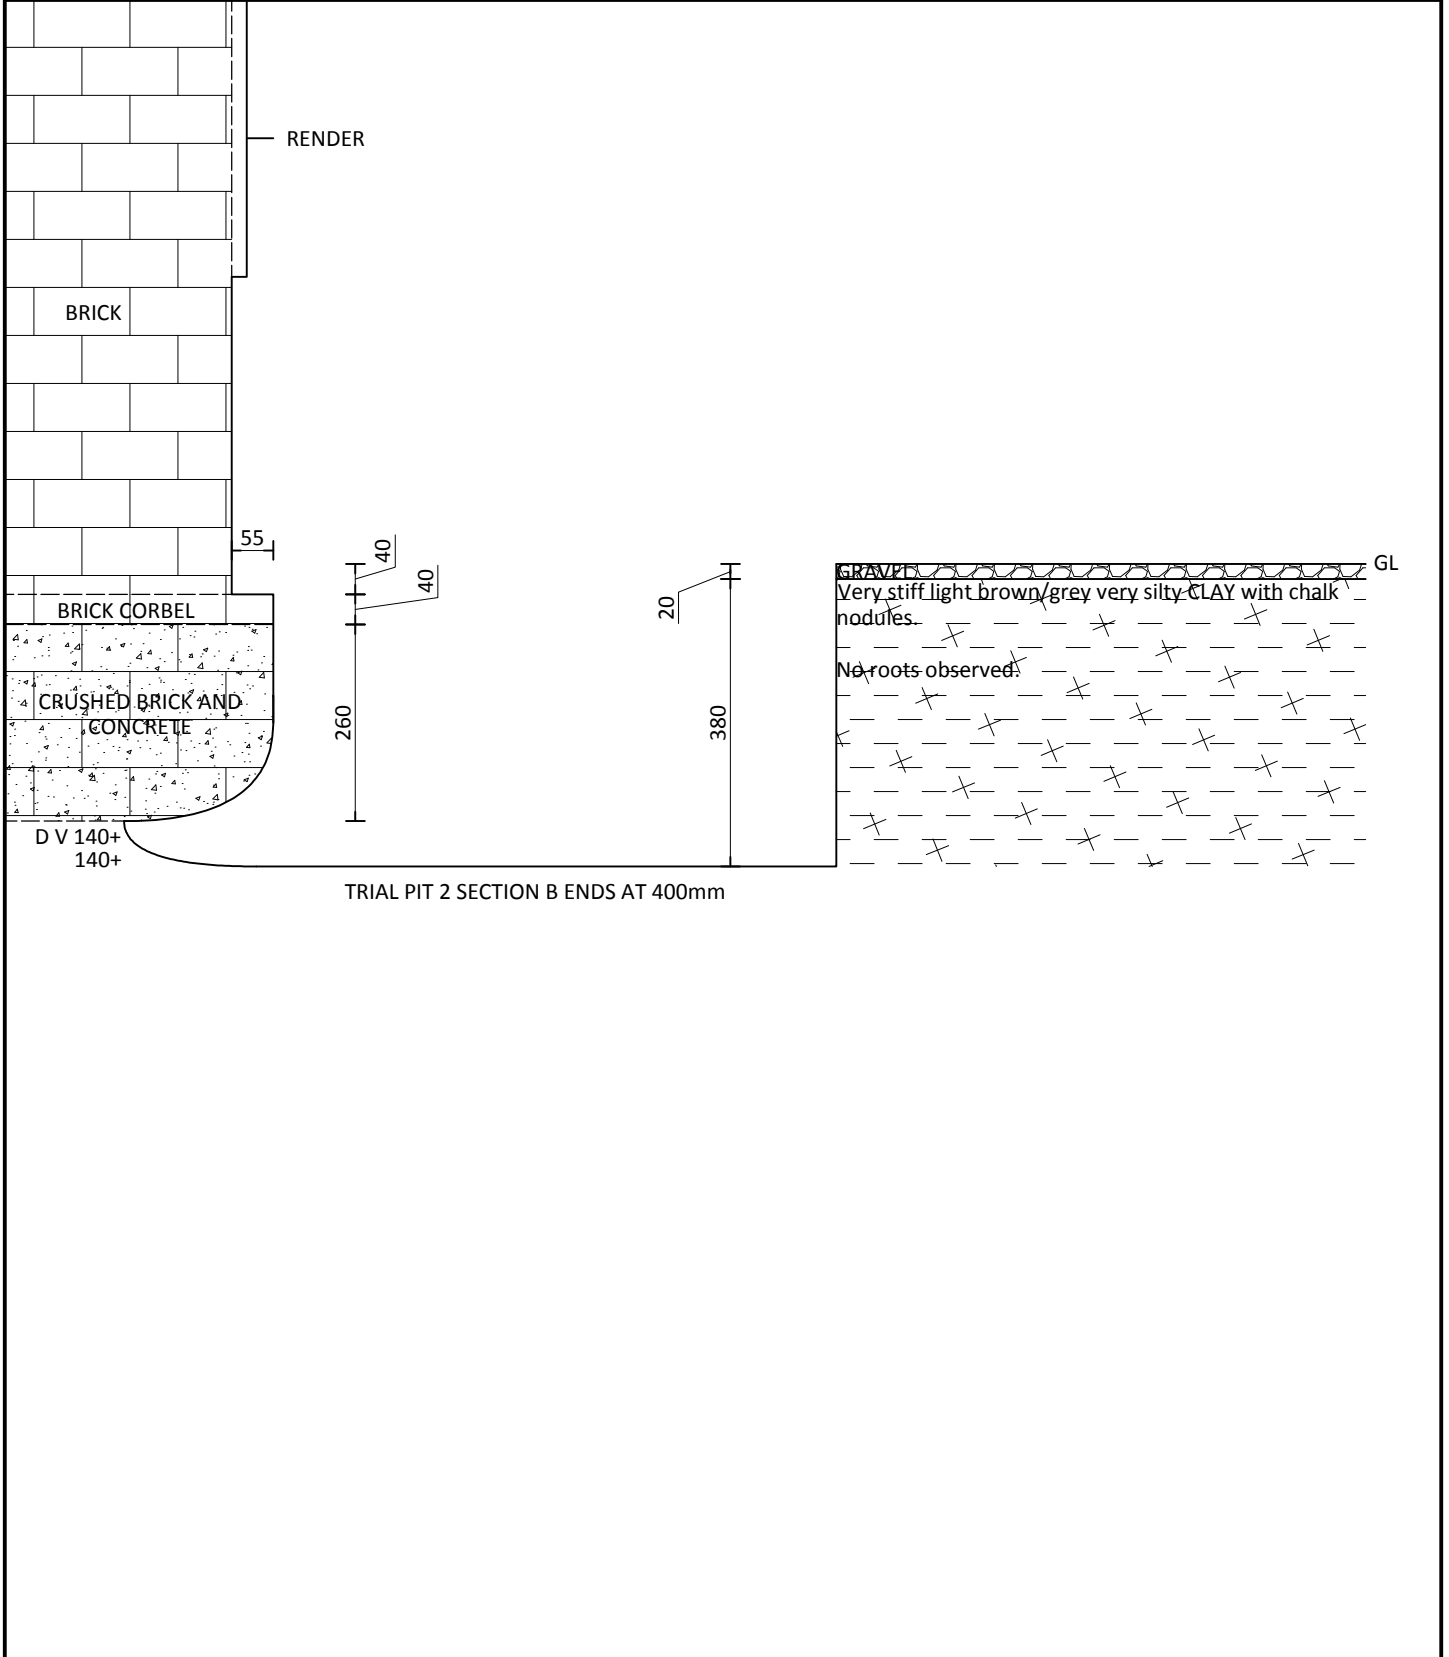 RENDER
BRICK
55
40
40
GL
GRAVEL
Very stiff light brown/grey very silty CLAY with chalk
nodules.
20
BRICK CORBEL
No roots observed.
CRUSHED BRICK AND
CONCRETE
260
380
D V 140+
140+
TRIAL PIT 2 SECTION B ENDS AT 400mm